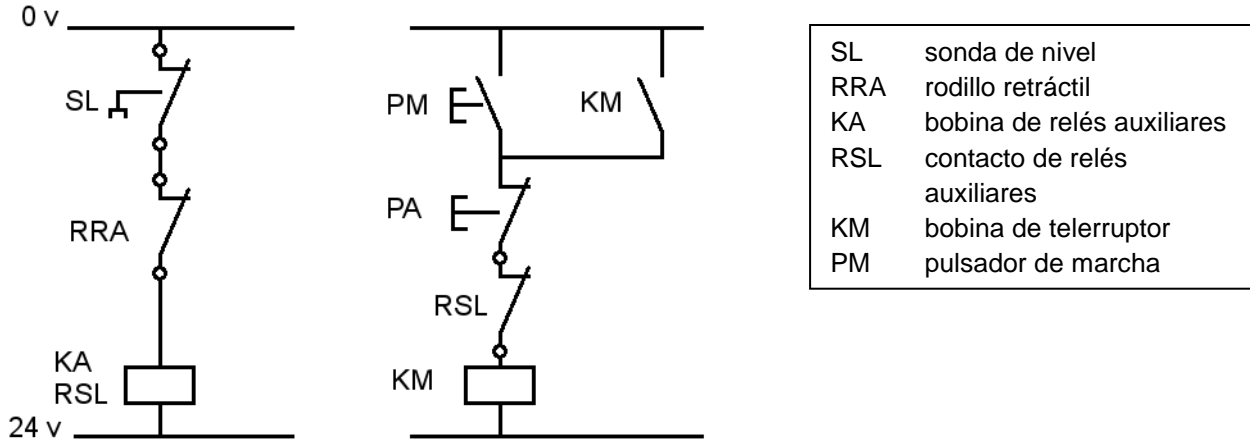 0 v
SL
RRA
KA
RSL
24 v
PM
KM
PA
RSL
KM
SL sonda de nivel
RRA rodillo retráctil
KA bobina de relés auxiliares
RSL contacto de relés
auxiliares
KM bobina de telerruptor
PM pulsador de marcha